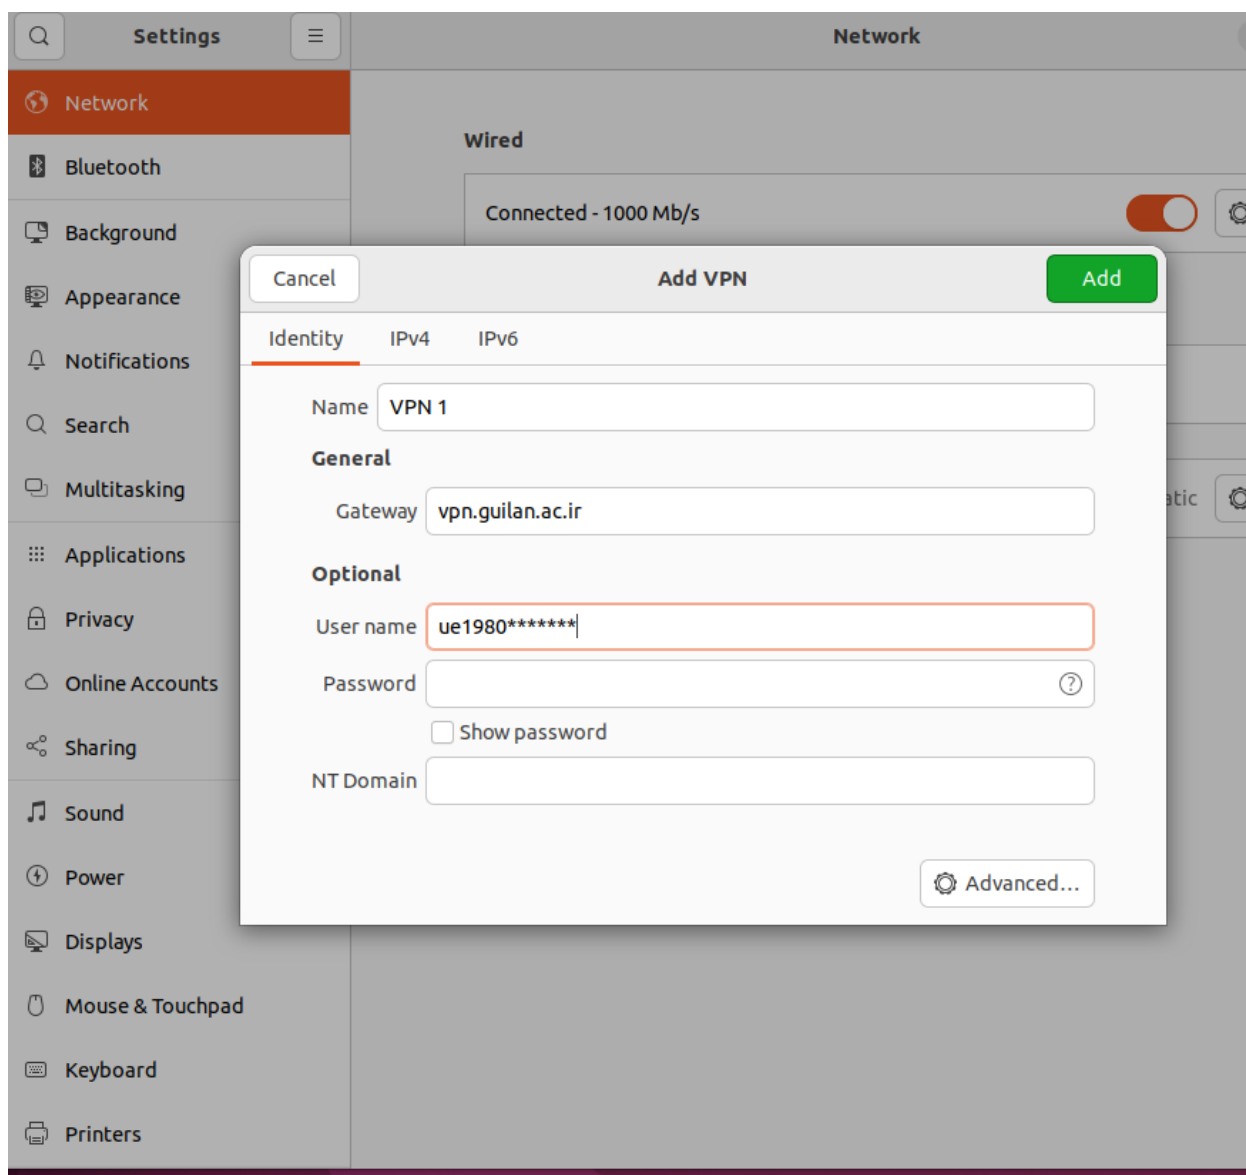 Settings
Network
Network
Bluetooth
Background
Appearance
Notifications
Search
Multitasking
Applications
Privacy
Online Accounts
Sharing
Sound
Power
Displays
Mouse & Touchpad
Keyboard
Printers
Wired
Connected - 1000 Mb/s
Cancel
Add VPN
Add
Identity
IPv4
IPv6
Name
VPN 1
General
Gateway
vpn.guilan.ac.ir
Optional
User name
ue1980*******
Password
Show password
NT Domain
Advanced...